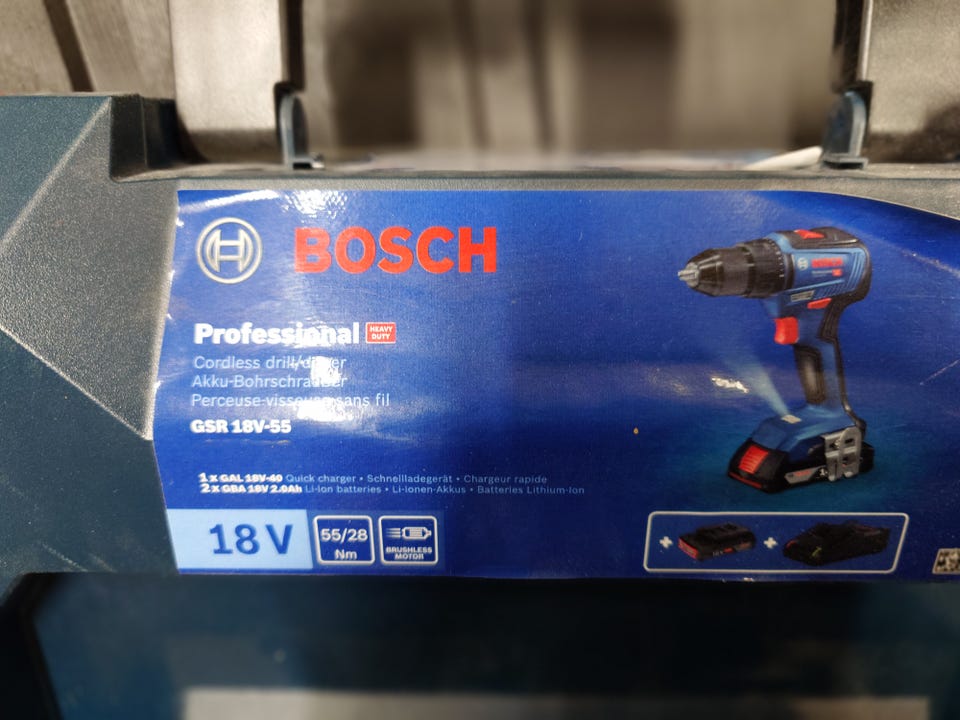 BOSCH
Professional HEAVY DUTY
Cordless drill/driver
Akku-Bohrschrauber
Perceuse-visseuse sans fil
GSR 18V-55
1 x GAL 18V-40 Quick charger • Schnellladegerät • Chargeur rapide
2 x GBA 18V 2.0Ah Li-Ion batteries • Li-Ionen-Akkus • Batteries Lithium-Ion
18 V
55/28 Nm
BRUSHLESS MOTOR
+ +
BOSCH